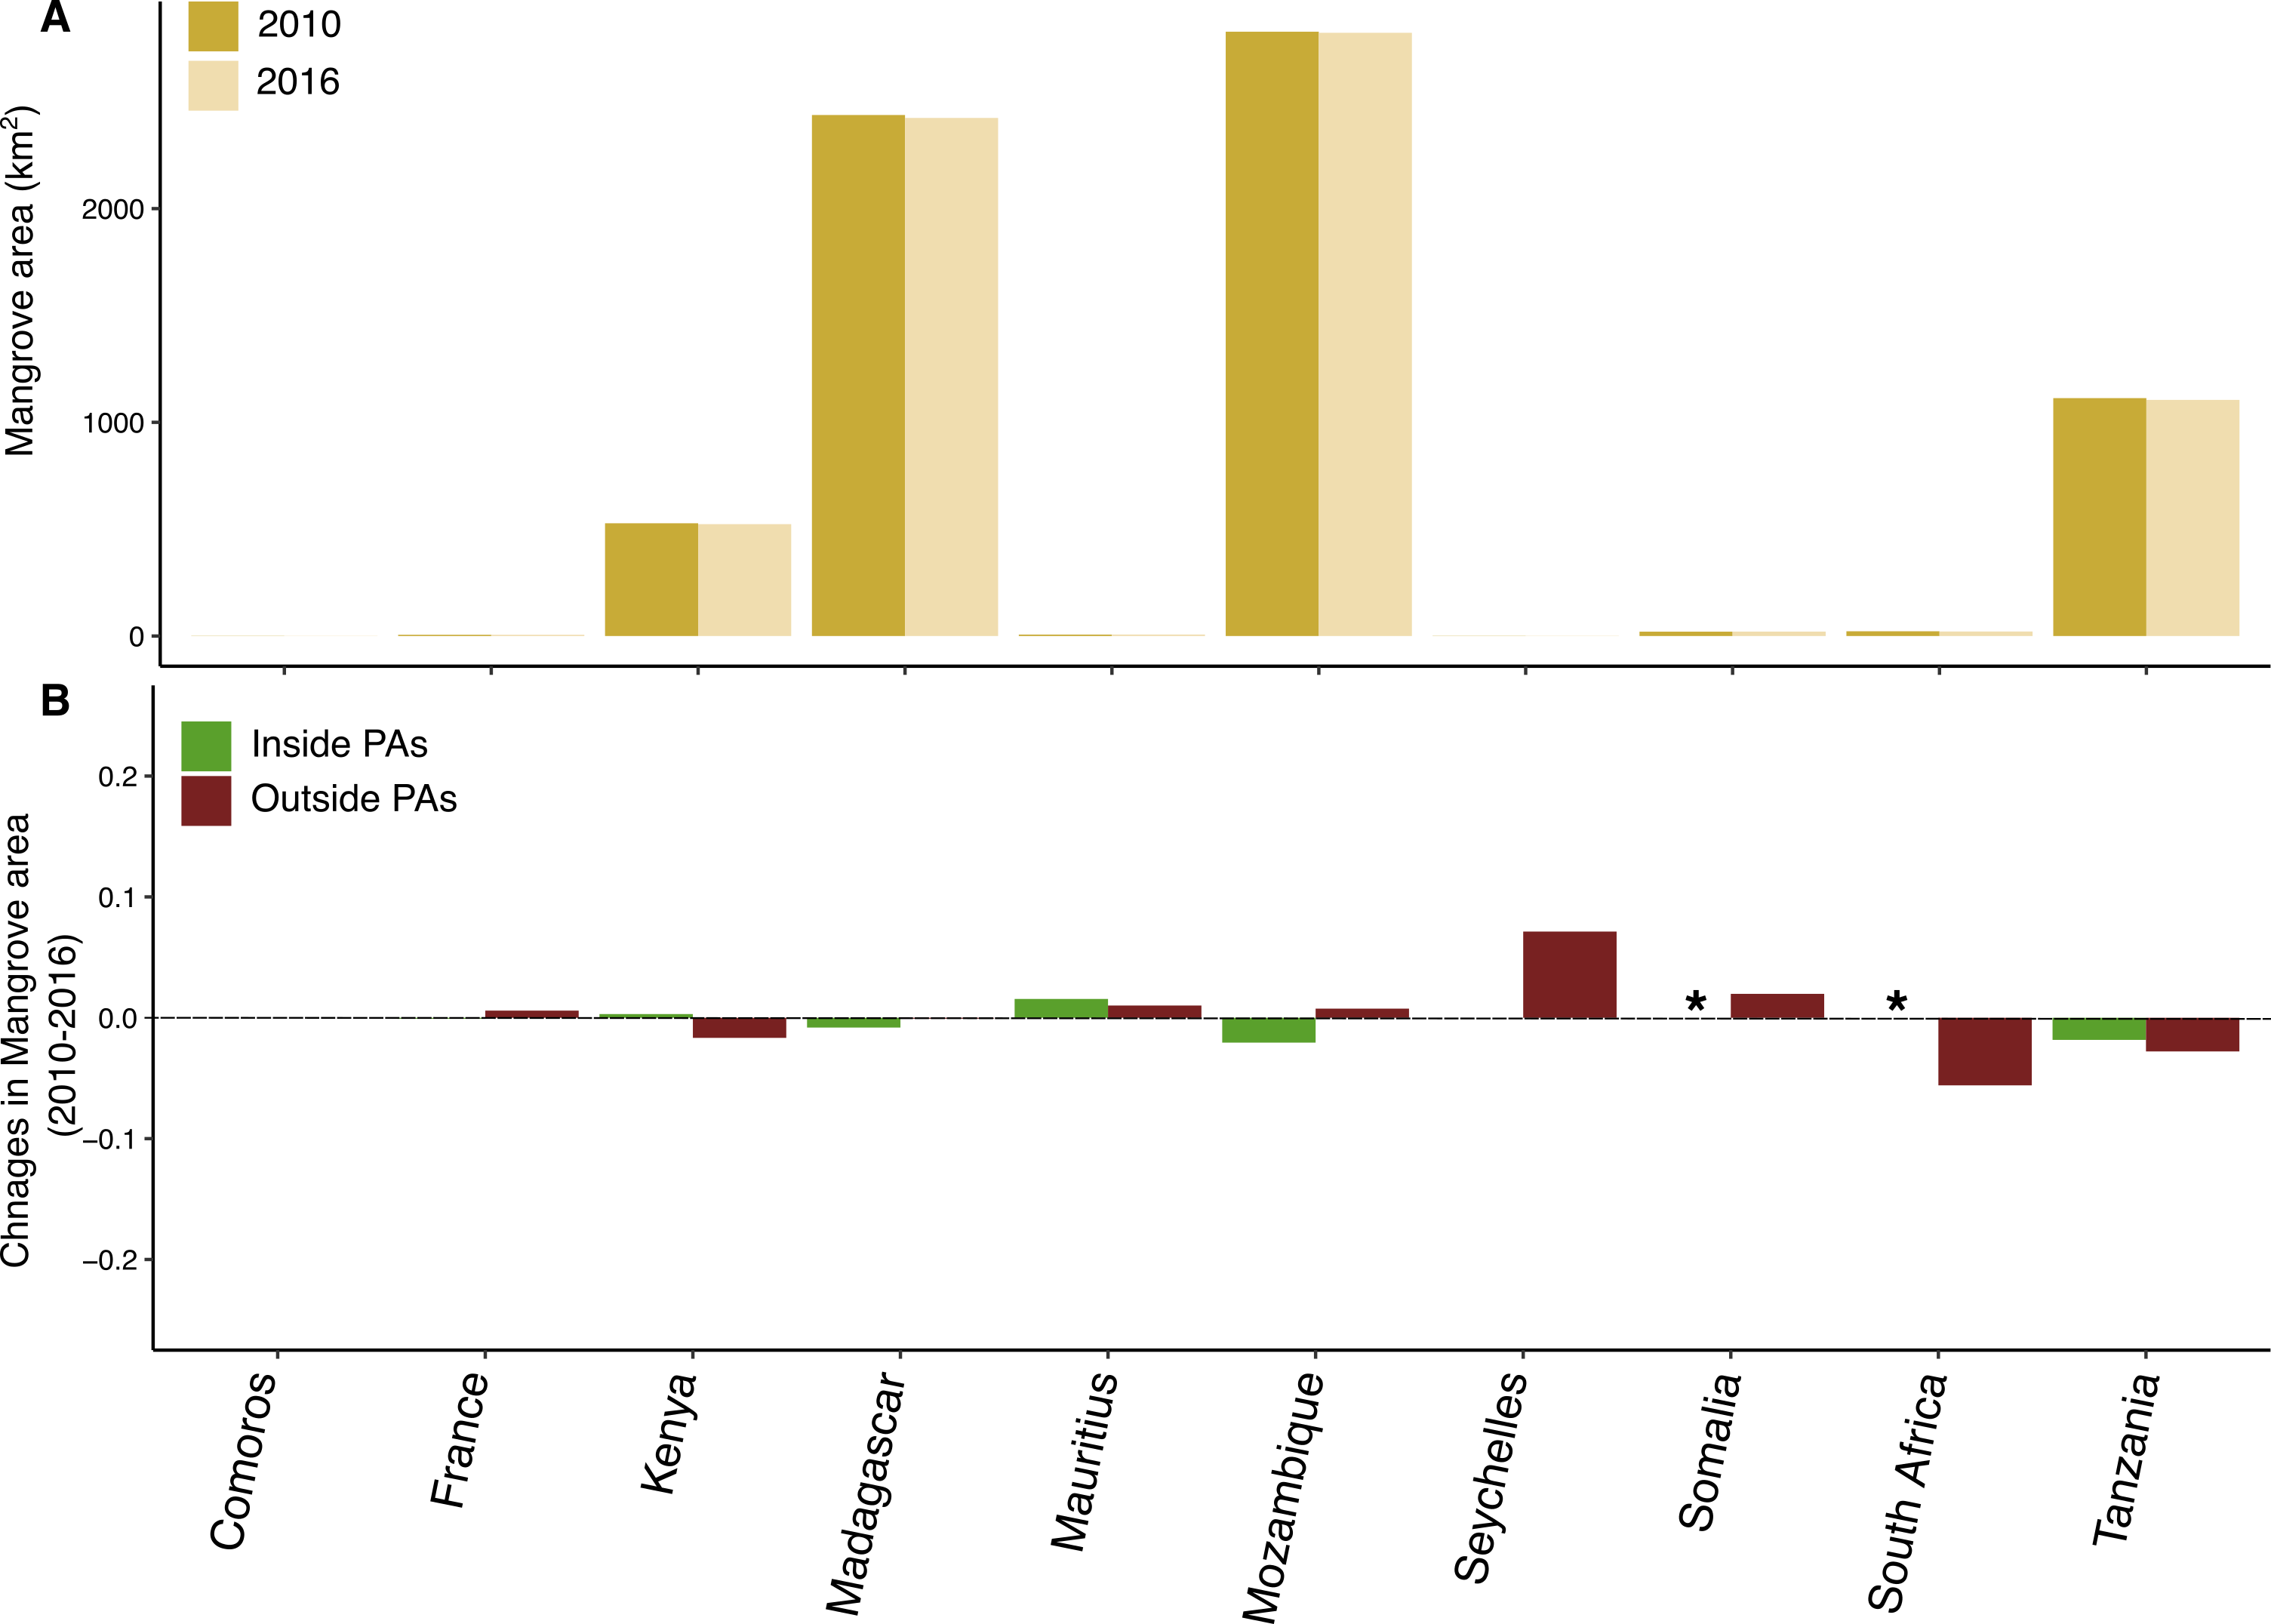 A
2010
2016
Mangrove area (km²)
2000
1000
0
B
Inside PAs
Outside PAs
Chnages in Mangrove area
(2010-2016)
0.2
0.1
0.0
−0.1
−0.2
*
*
Comoros
France
Kenya
Madagascar
Mauritius
Mozambique
Seychelles
Somalia
South Africa
Tanzania